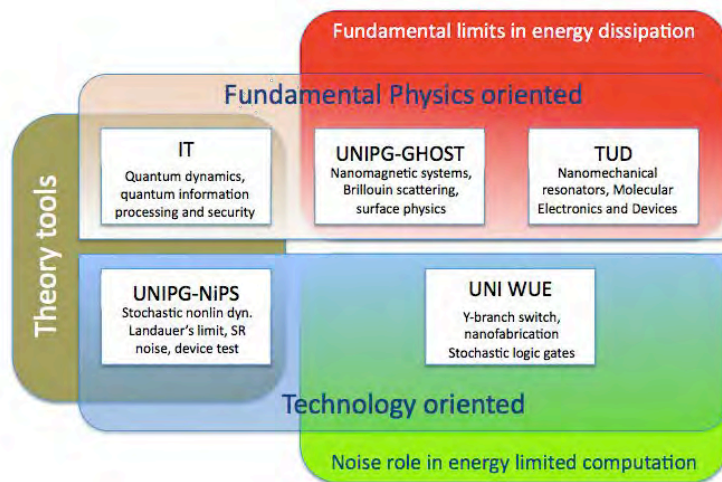 Fundamental limits in energy dissipation
Fundamental Physics oriented
Theory tools
IT
Quantum dynamics,
quantum information
processing and security
UNIPG-GHOST
Nanomagnetic systems,
Brillouin scattering,
surface physics
TUD
Nanomechanical
resonators, Molecular
Electronics and Devices
UNIPG-NiPS
Stochastic nonlin dyn.
Landauer's limit, SR
noise, device test
UNI WUE
Y-branch switch,
nanofabrication
Stochastic logic gates
Technology oriented
Noise role in energy limited computation